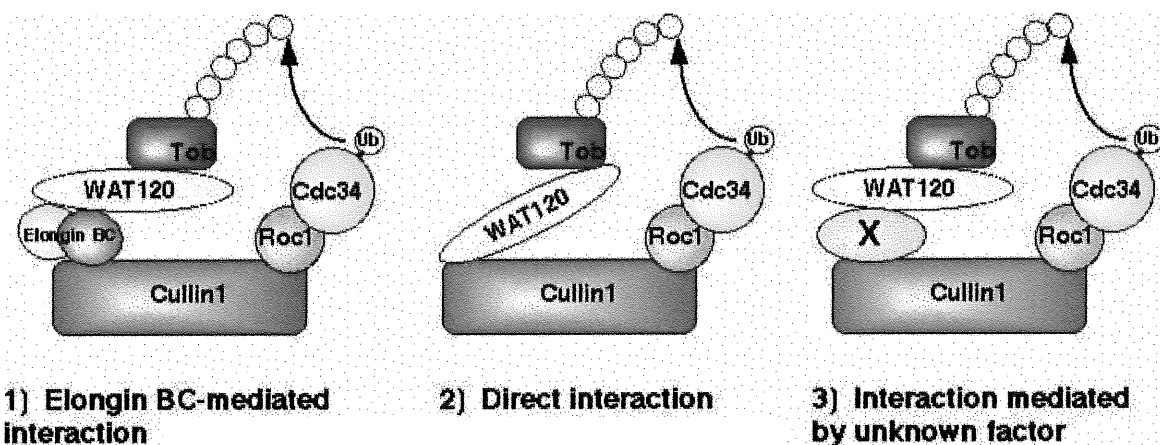 Ub
Tob
WAT120
Cdc34
Elongin BC
Roc1
Cullin1
1) Elongin BC-mediated
interaction
Ub
Tob
WAT120
Cdc34
Roc1
Cullin1
2) Direct interaction
Ub
Tob
WAT120
Cdc34
X
Roc1
Cullin1
3) Interaction mediated
by unknown factor